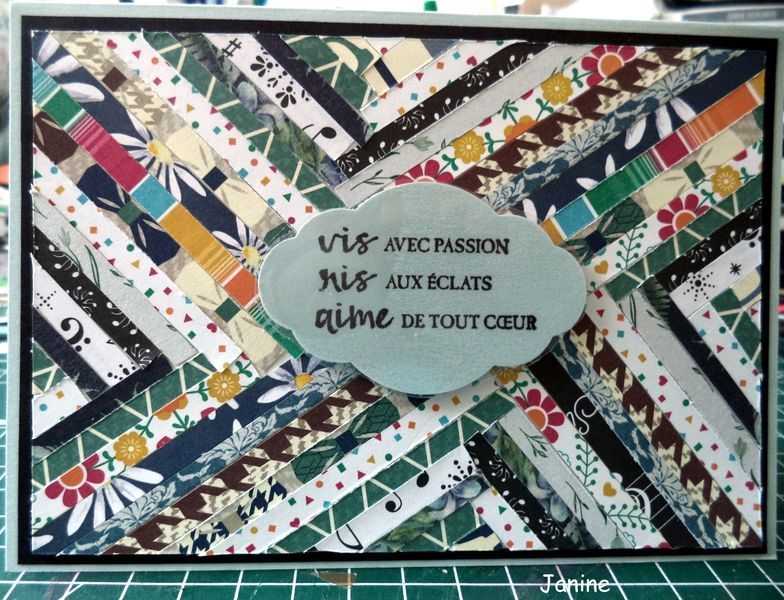 vis AVEC PASSION
ris AUX ÉCLATS
aime DE TOUT CŒUR
Janine